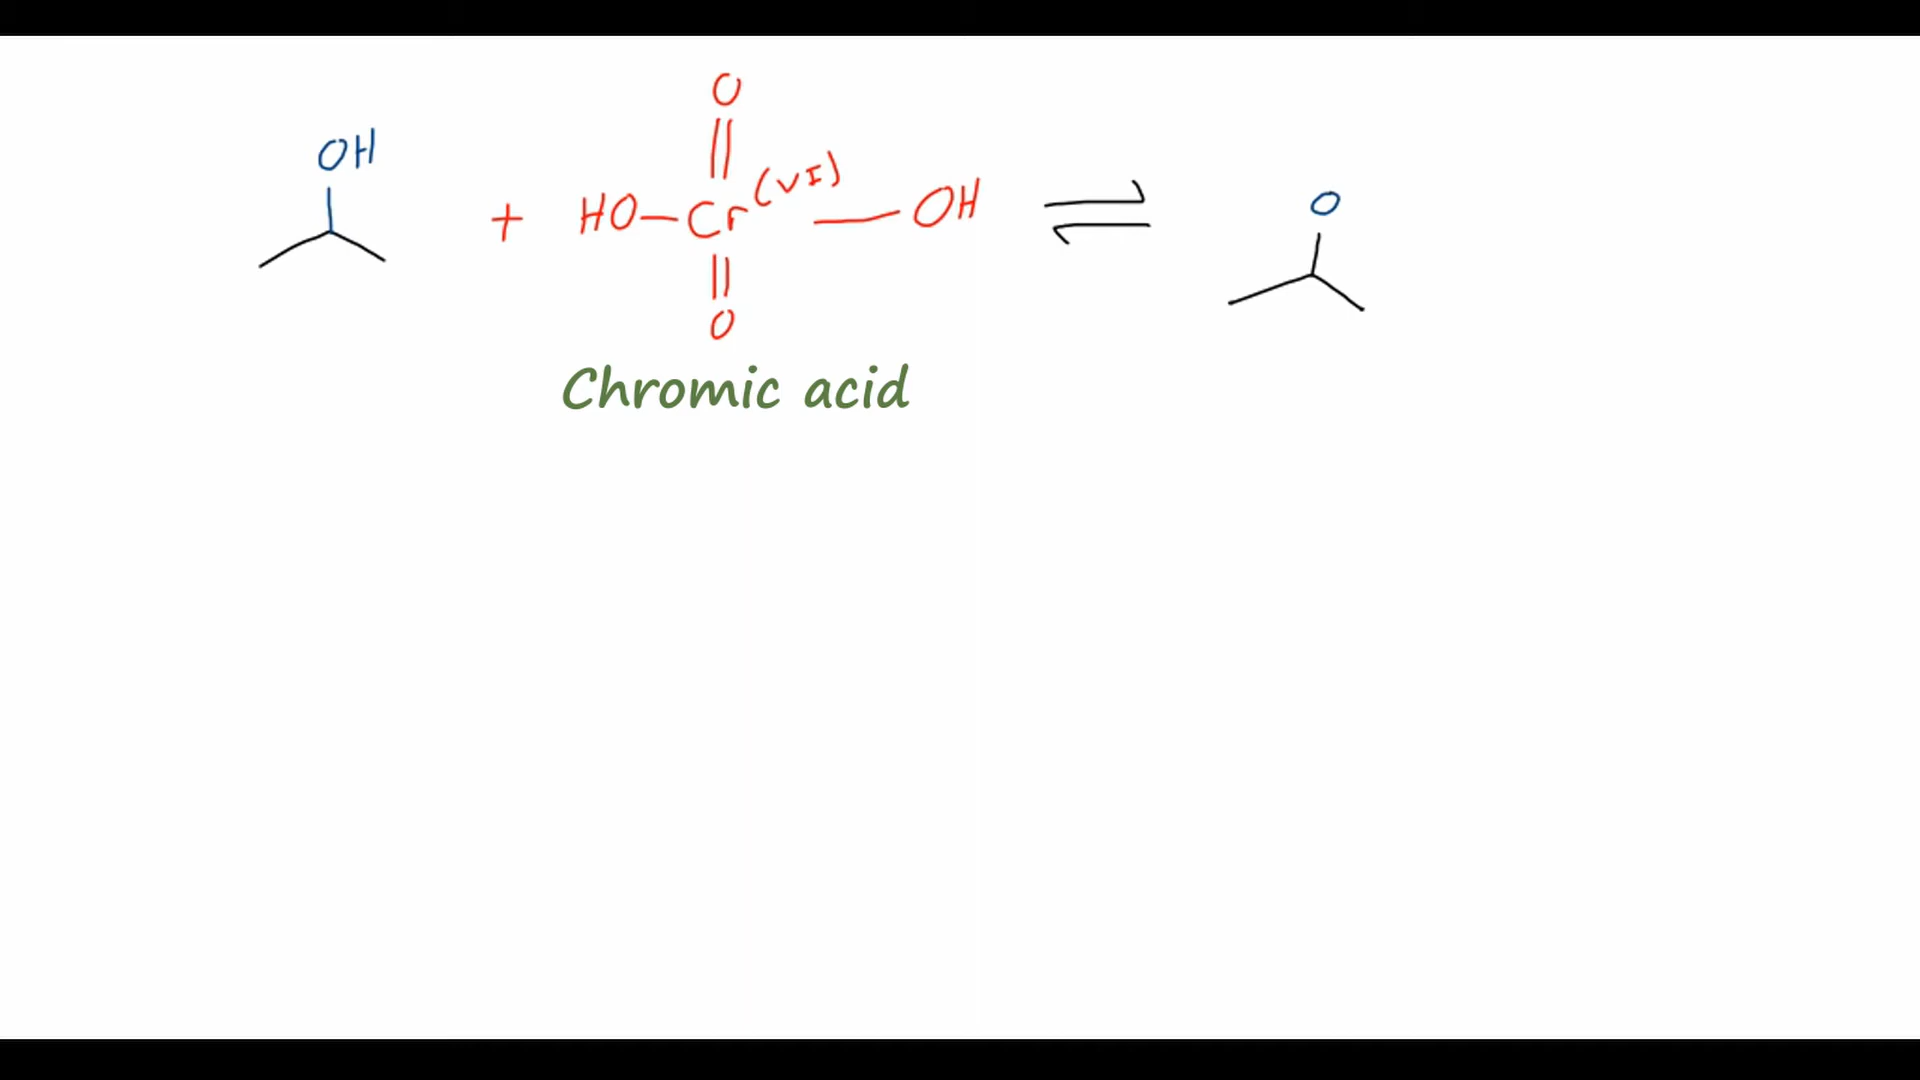 O
OH
+ HO-Cr(VI)-OH ⇌ O
O
Chromic acid